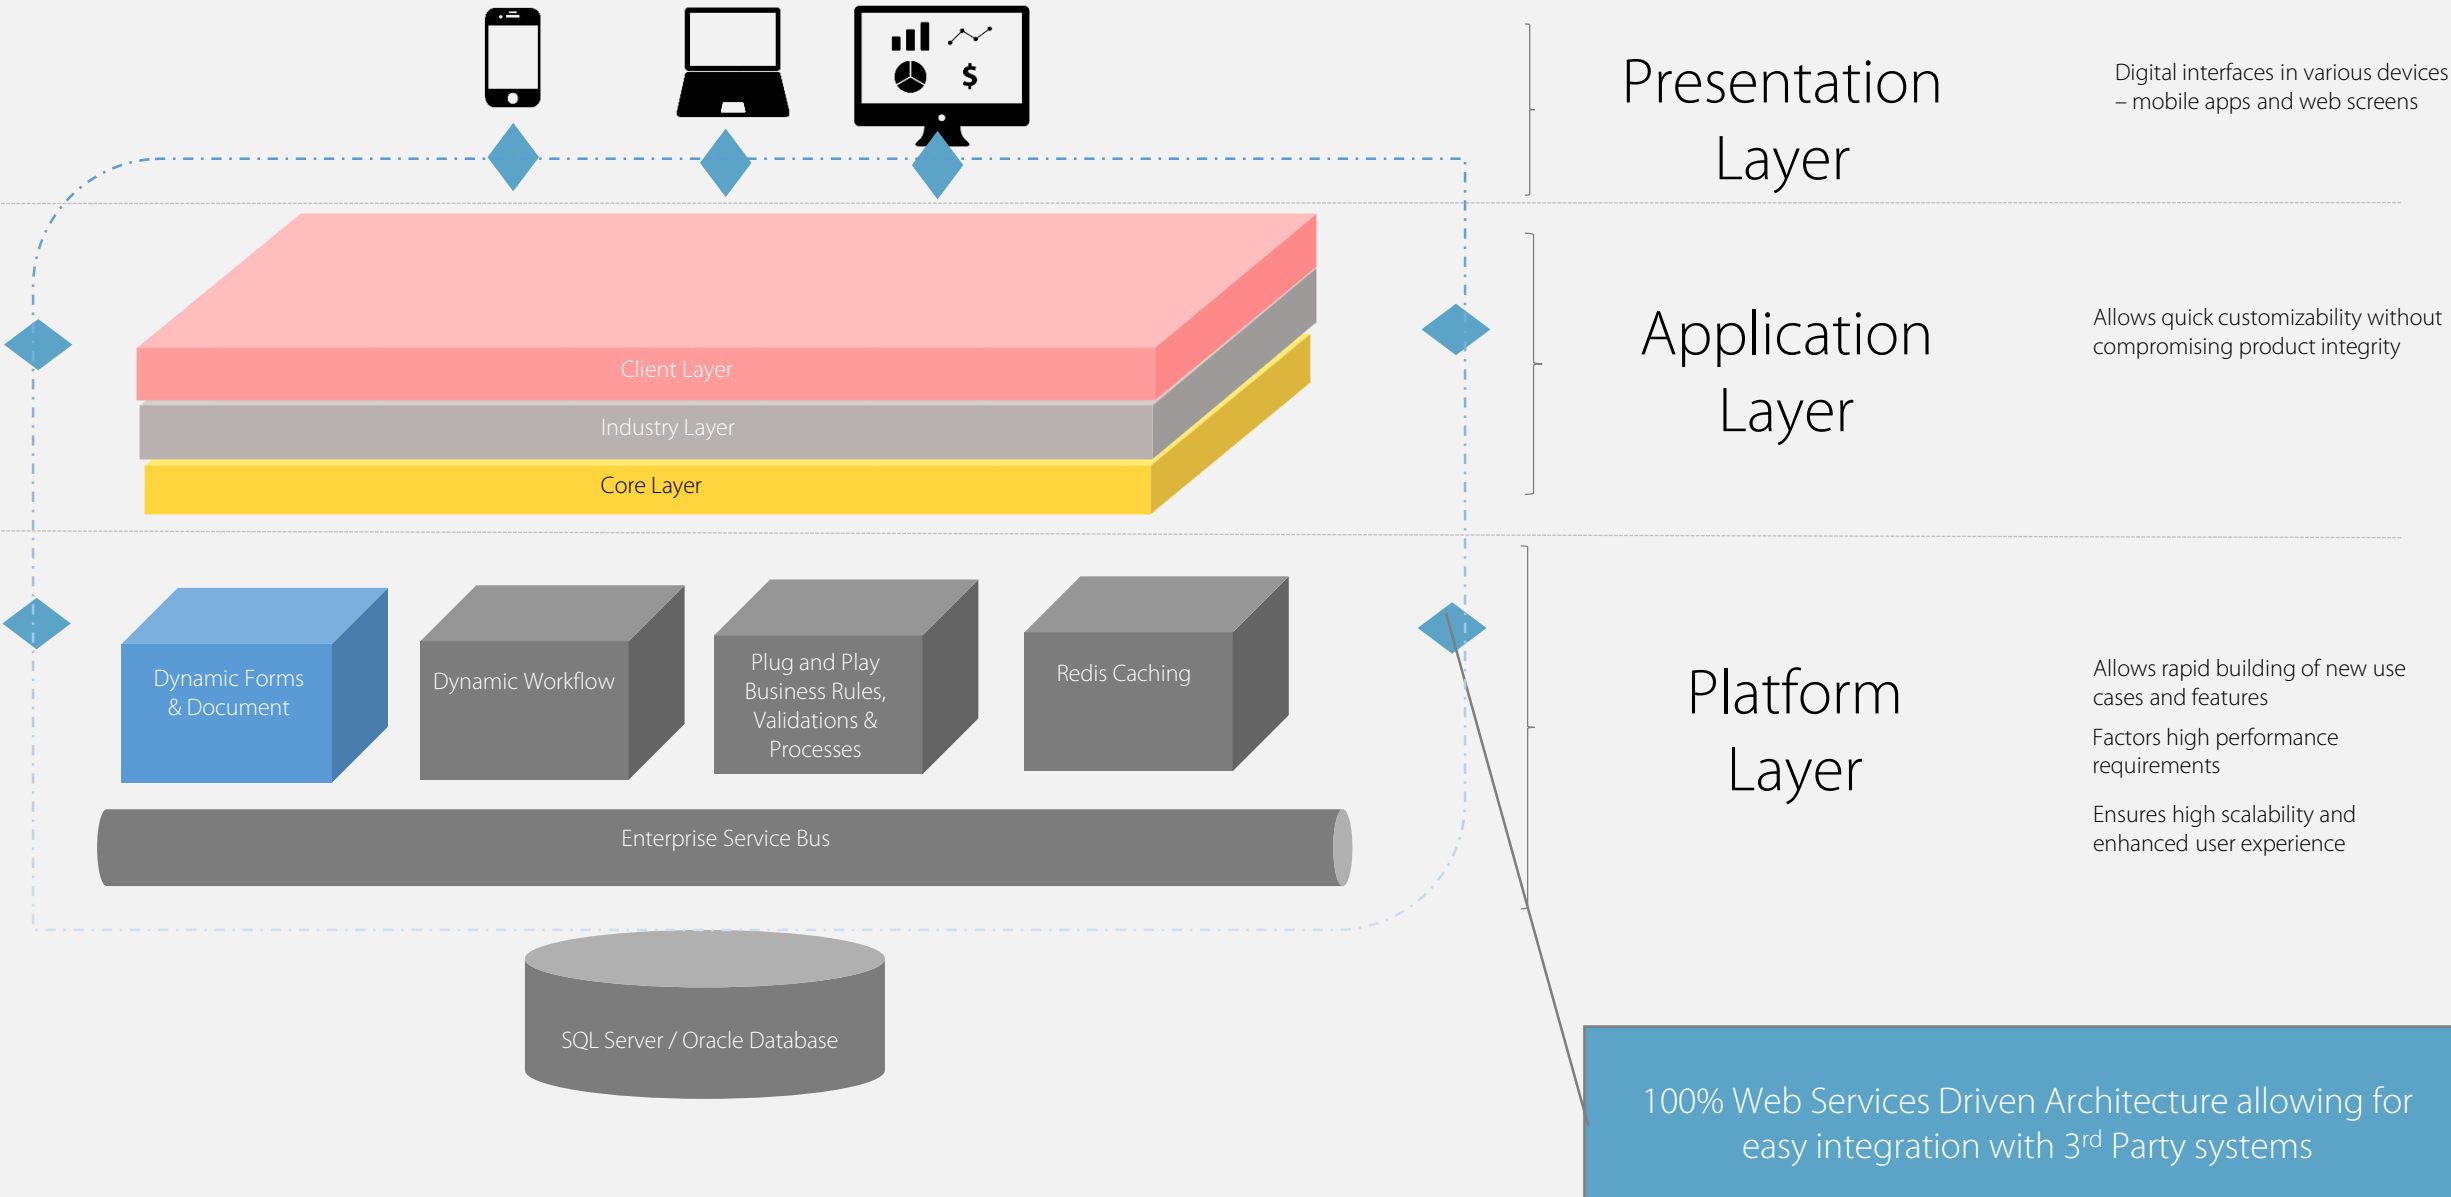 $
Presentation
Layer
Digital interfaces in various devices
– mobile apps and web screens
Client Layer
Industry Layer
Core Layer
Application
Layer
Allows quick customizability without
compromising product integrity
Dynamic Forms
& Document
Dynamic Workflow
Plug and Play
Business Rules,
Validations &
Processes
Redis Caching
Enterprise Service Bus
Platform
Layer
Allows rapid building of new use
cases and features
Factors high performance
requirements
Ensures high scalability and
enhanced user experience
SQL Server / Oracle Database
100% Web Services Driven Architecture allowing for
easy integration with 3rd Party systems